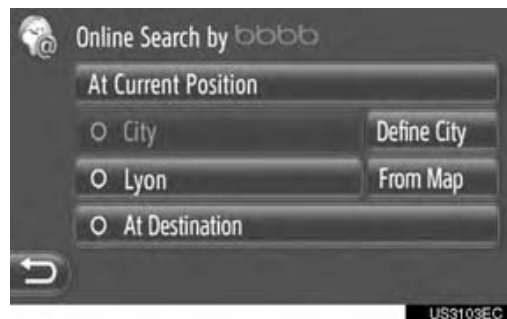 Online Search by bbbb
At Current Position
City Define City
Lyon From Map
At Destination
US3103EC